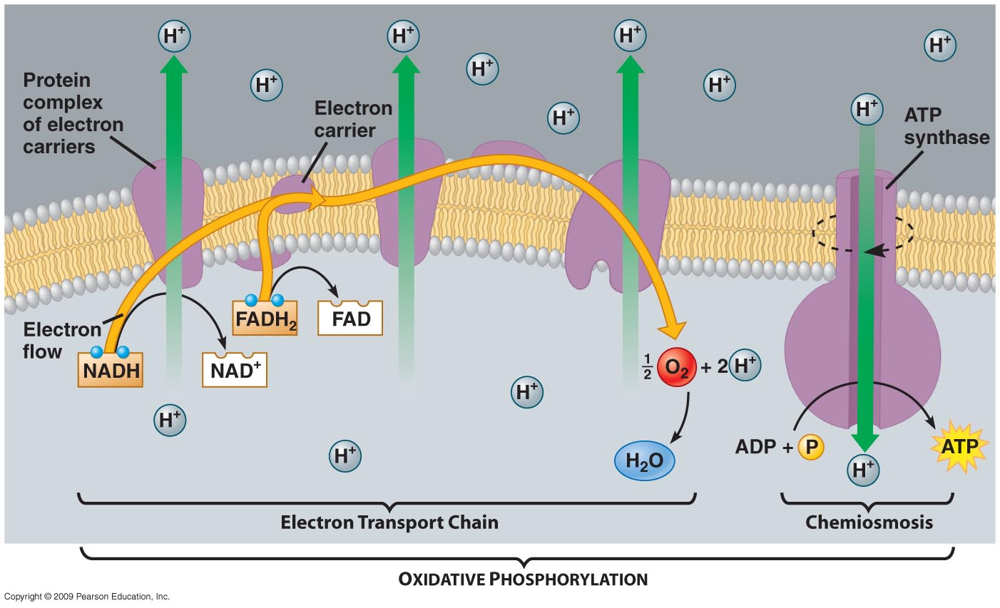 H⁺
H⁺
H⁺
H⁺
H⁺
H⁺
H⁺
H⁺
H⁺
Protein
complex
of electron
carriers
Electron
carrier
ATP
synthase
Electron
flow
NADH
NAD⁺
FADH₂
FAD
½ O₂ + 2 H⁺
H⁺
H⁺
H⁺
H₂O
ADP + P
ATP
H⁺
Electron Transport Chain
Chemiosmosis
OXIDATIVE PHOSPHORYLATION
Copyright © 2009 Pearson Education, Inc.